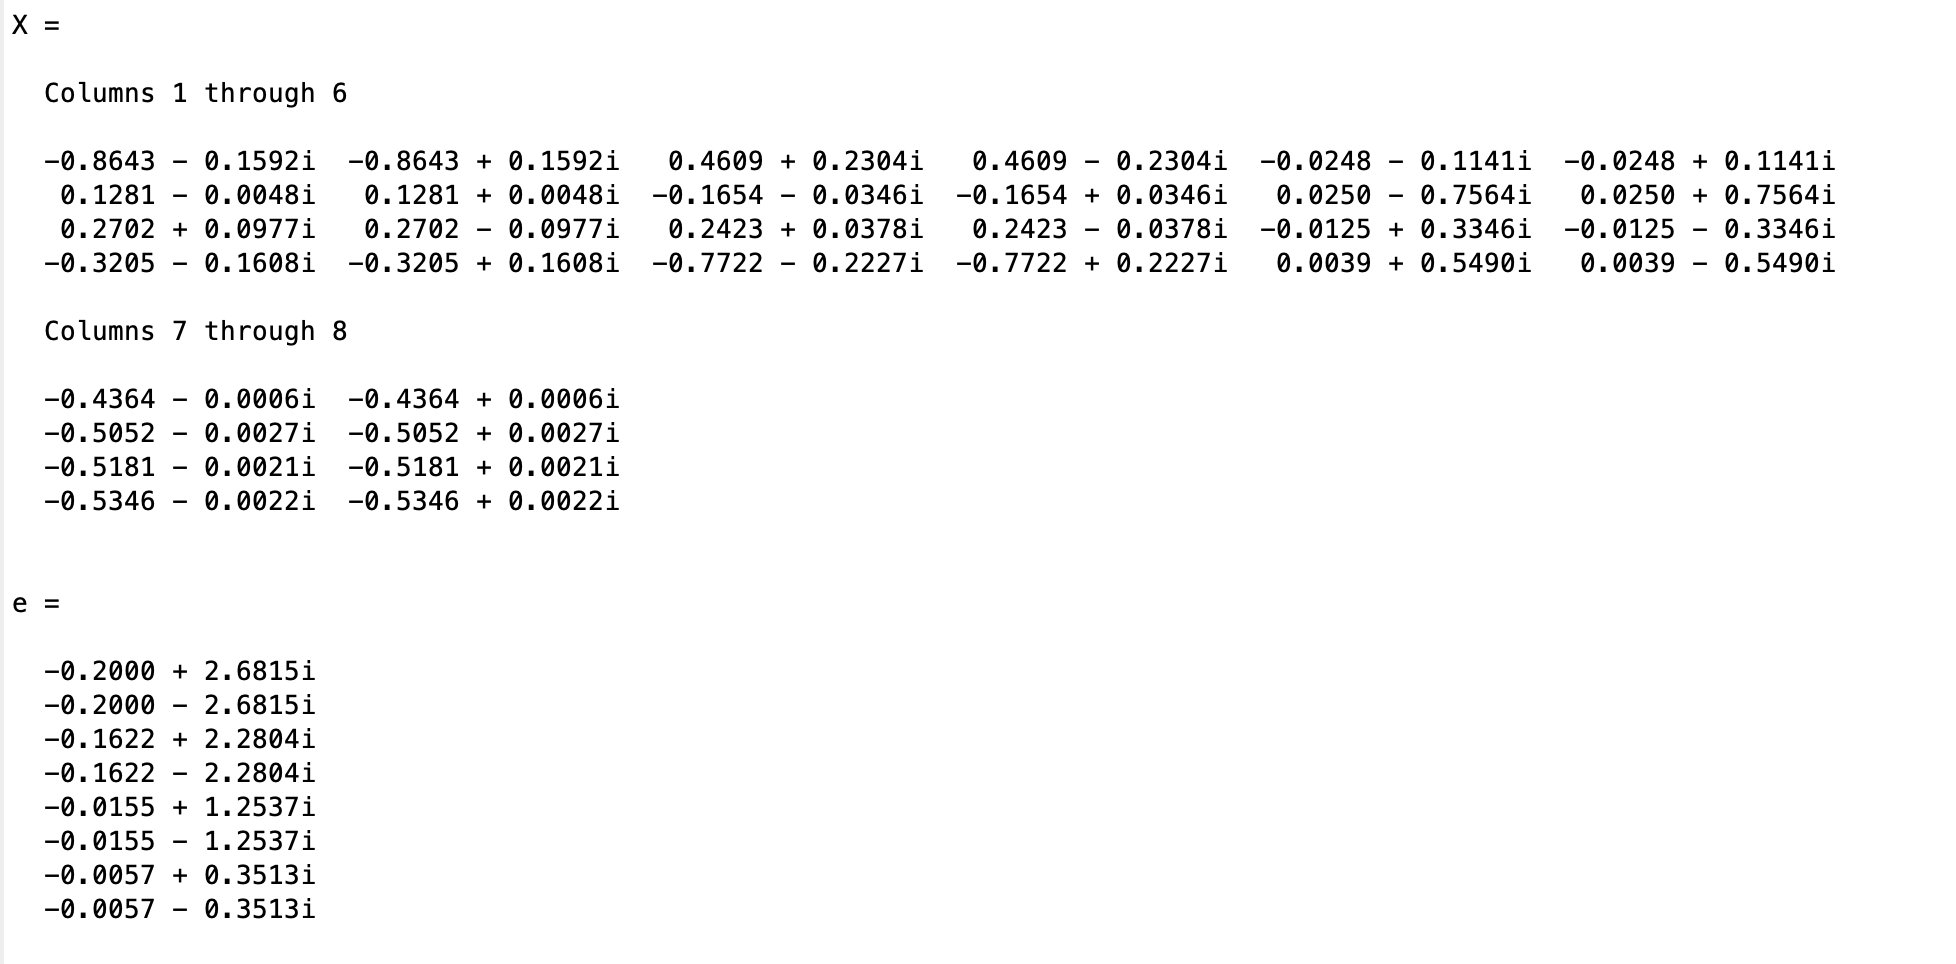 X =
Columns 1 through 6
-0.8643 - 0.1592i  -0.8643 + 0.1592i   0.4609 + 0.2304i   0.4609 - 0.2304i  -0.0248 - 0.1141i  -0.0248 + 0.1141i
0.1281 - 0.0048i   0.1281 + 0.0048i  -0.1654 - 0.0346i  -0.1654 + 0.0346i   0.0250 - 0.7564i   0.0250 + 0.7564i
0.2702 + 0.0977i   0.2702 - 0.0977i   0.2423 + 0.0378i   0.2423 - 0.0378i  -0.0125 + 0.3346i  -0.0125 - 0.3346i
-0.3205 - 0.1608i  -0.3205 + 0.1608i  -0.7722 - 0.2227i  -0.7722 + 0.2227i   0.0039 + 0.5490i   0.0039 - 0.5490i
Columns 7 through 8
-0.4364 - 0.0006i  -0.4364 + 0.0006i
-0.5052 - 0.0027i  -0.5052 + 0.0027i
-0.5181 - 0.0021i  -0.5181 + 0.0021i
-0.5346 - 0.0022i  -0.5346 + 0.0022i
e =
-0.2000 + 2.6815i
-0.2000 - 2.6815i
-0.1622 + 2.2804i
-0.1622 - 2.2804i
-0.0155 + 1.2537i
-0.0155 - 1.2537i
-0.0057 + 0.3513i
-0.0057 - 0.3513i